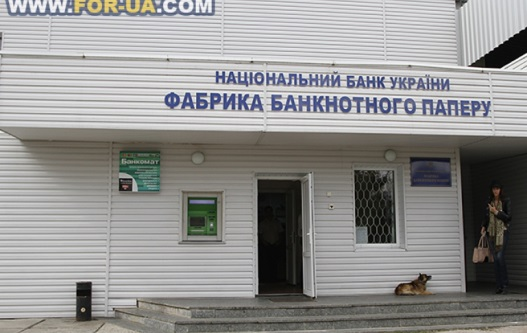 WWW.FOR-UA.COM
НАЦІОНАЛЬНИЙ БАНК УКРАЇНИ
ФАБРИКА БАНКНОТНОГО ПАПЕРУ
Банкомат